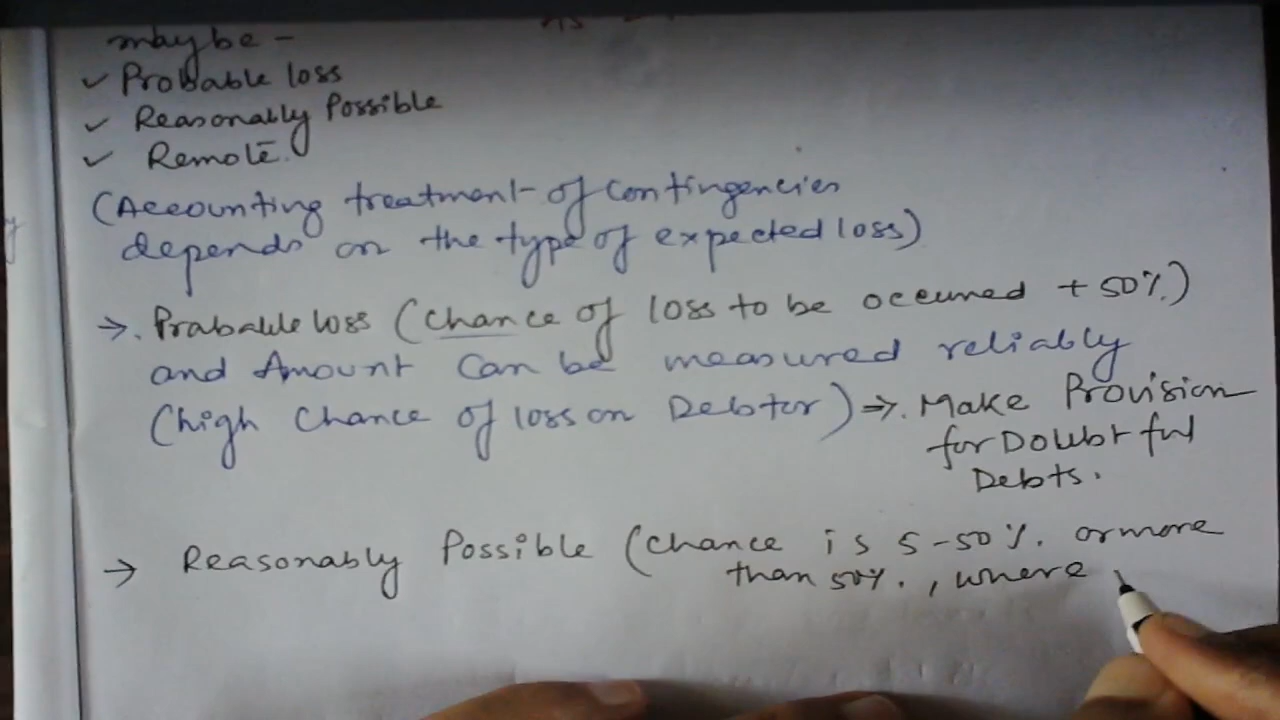 maybe -
✓ Probable loss
✓ Reasonably Possible
✓ Remote.
(Accounting treatment of contingencies
depends on the type of expected loss)
→. Prabable loss (chance of loss to be occurred + 50%)
and Amount Can be measured reliably
(high Chance of loss on Debtor) →. Make Provision
for Doubtful
Debts.
→ Reasonably Possible (chance is 5-50%. or more
than 50%., where